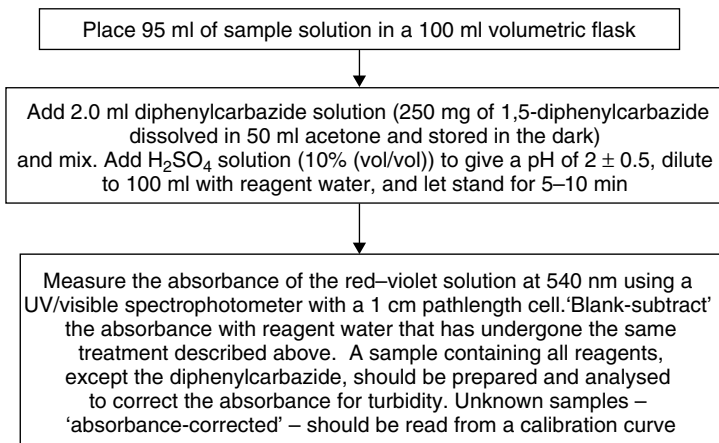 Place 95 ml of sample solution in a 100 ml volumetric flask
Add 2.0 ml diphenylcarbazide solution (250 mg of 1,5-diphenylcarbazide
dissolved in 50 ml acetone and stored in the dark)
and mix. Add H₂SO₄ solution (10% (vol/vol)) to give a pH of 2 ± 0.5, dilute
to 100 ml with reagent water, and let stand for 5–10 min
Measure the absorbance of the red–violet solution at 540 nm using a
UV/visible spectrophotometer with a 1 cm pathlength cell.‘Blank-subtract’
the absorbance with reagent water that has undergone the same
treatment described above. A sample containing all reagents,
except the diphenylcarbazide, should be prepared and analysed
to correct the absorbance for turbidity. Unknown samples –
‘absorbance-corrected’ – should be read from a calibration curve